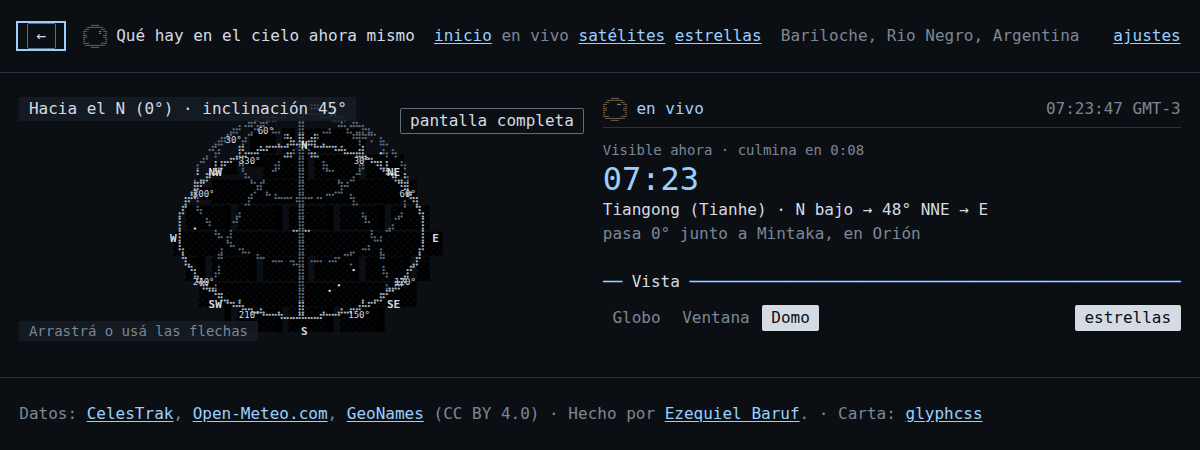 ← Qué hay en el cielo ahora mismo inicio en vivo satélites estrellas Bariloche, Rio Negro, Argentina ajustes
Hacia el N (0°) · inclinación 45°
pantalla completa
60°
30°
N
330°
30°
NW
NE
300°
60°
W
E
240°
120°
SW
SE
210°
150°
S
Arrastrá o usá las flechas
en vivo 07:23:47 GMT-3
Visible ahora · culmina en 0:08
07:23
Tiangong (Tianhe) · N bajo → 48° NNE → E
pasa 0° junto a Mintaka, en Orión
Vista
Globo Ventana Domo estrellas
Datos: CelesTrak, Open-Meteo.com, GeoNames (CC BY 4.0) · Hecho por Ezequiel Baruf. · Carta: glyphcss